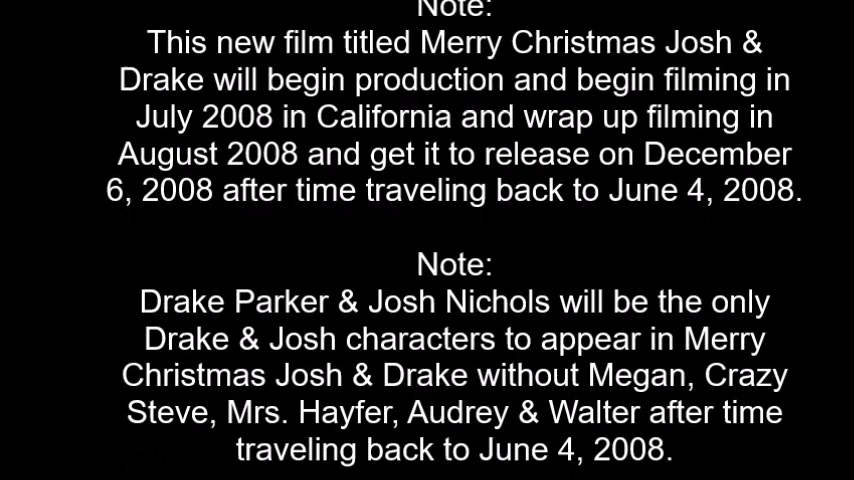 Note:
This new film titled Merry Christmas Josh &
Drake will begin production and begin filming in
July 2008 in California and wrap up filming in
August 2008 and get it to release on December
6, 2008 after time traveling back to June 4, 2008.
Note:
Drake Parker & Josh Nichols will be the only
Drake & Josh characters to appear in Merry
Christmas Josh & Drake without Megan, Crazy
Steve, Mrs. Hayfer, Audrey & Walter after time
traveling back to June 4, 2008.